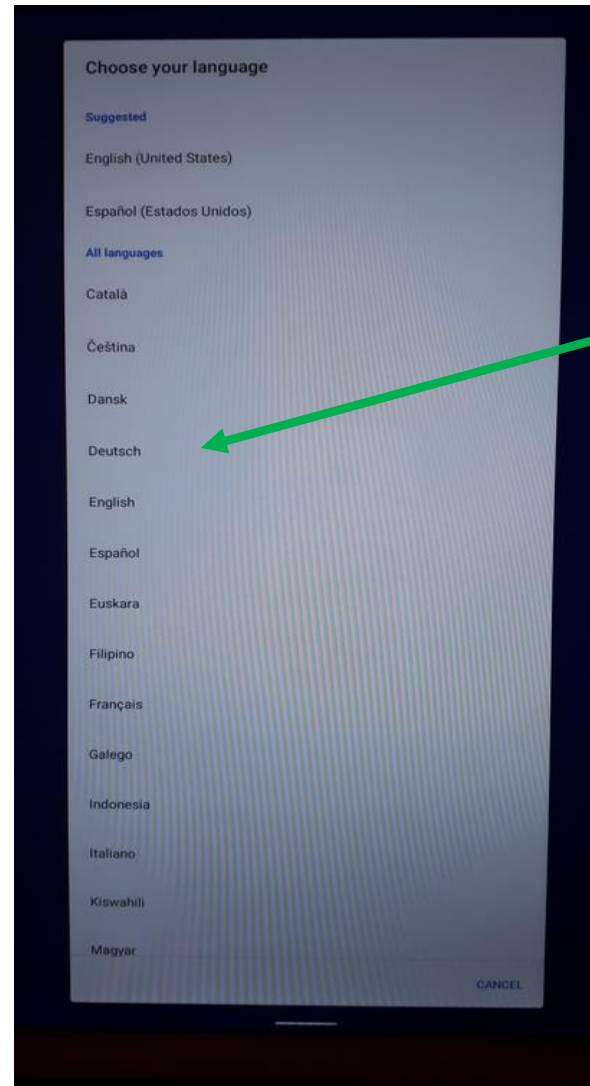 Choose your language
Suggested
English (United States)
Español (Estados Unidos)
All languages
Català
Čeština
Dansk
Deutsch
English
Español
Euskara
Filipino
Français
Galego
Indonesia
Italiano
Kiswahili
Magyar
CANCEL